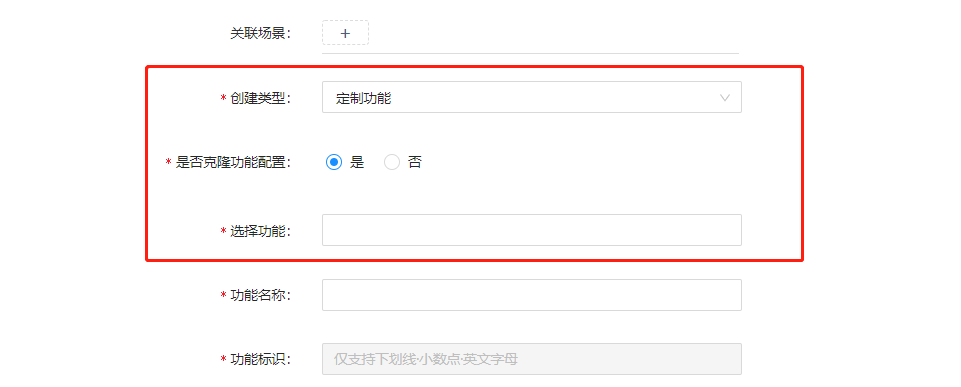 关联场景：
+
* 创建类型： 定制功能
* 是否克隆功能配置： 是 否
* 选择功能：
* 功能名称：
* 功能标识： 仅支持下划线·小数点·英文字母